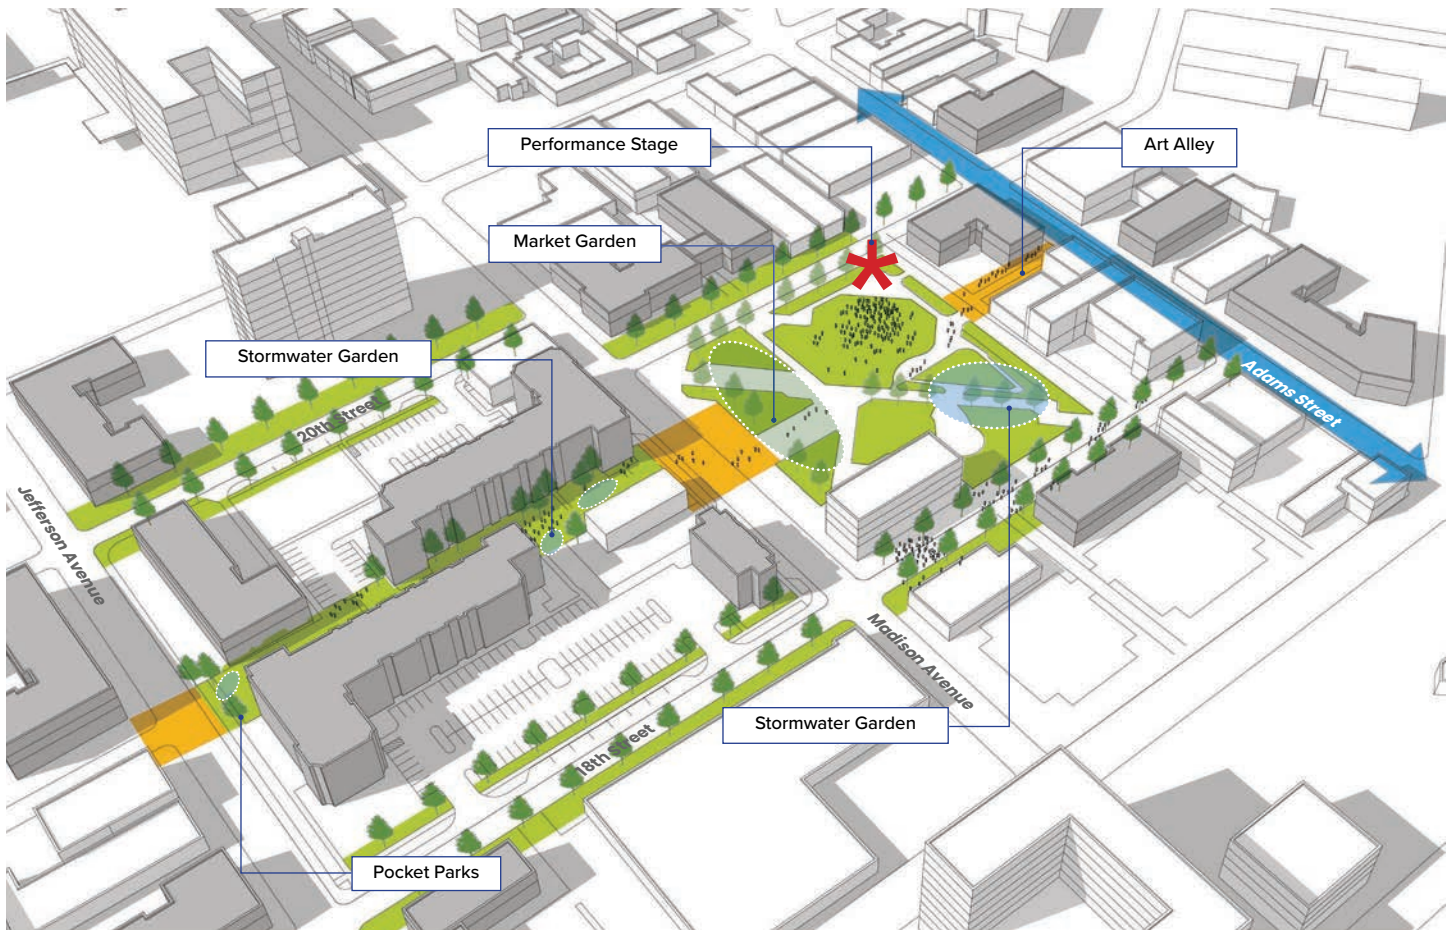 Performance Stage
Art Alley
Market Garden
Stormwater Garden
Adams Street
20th Street
Jefferson Avenue
Madison Avenue
Stormwater Garden
18th Street
Pocket Parks